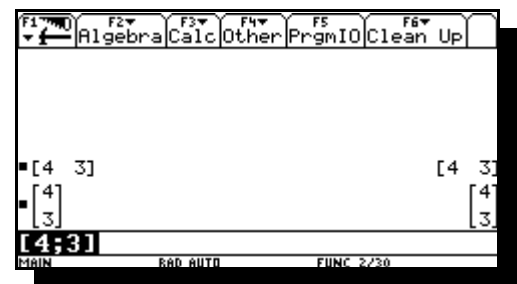 F1 F2 Algebra F3 Calc F4 Other F5 PrgmIO F6 Clean Up
[4 3] [4 3]
[4] [4]
[3] [3]
[4;3]
MAIN RAD AUTO FUNC 2/30